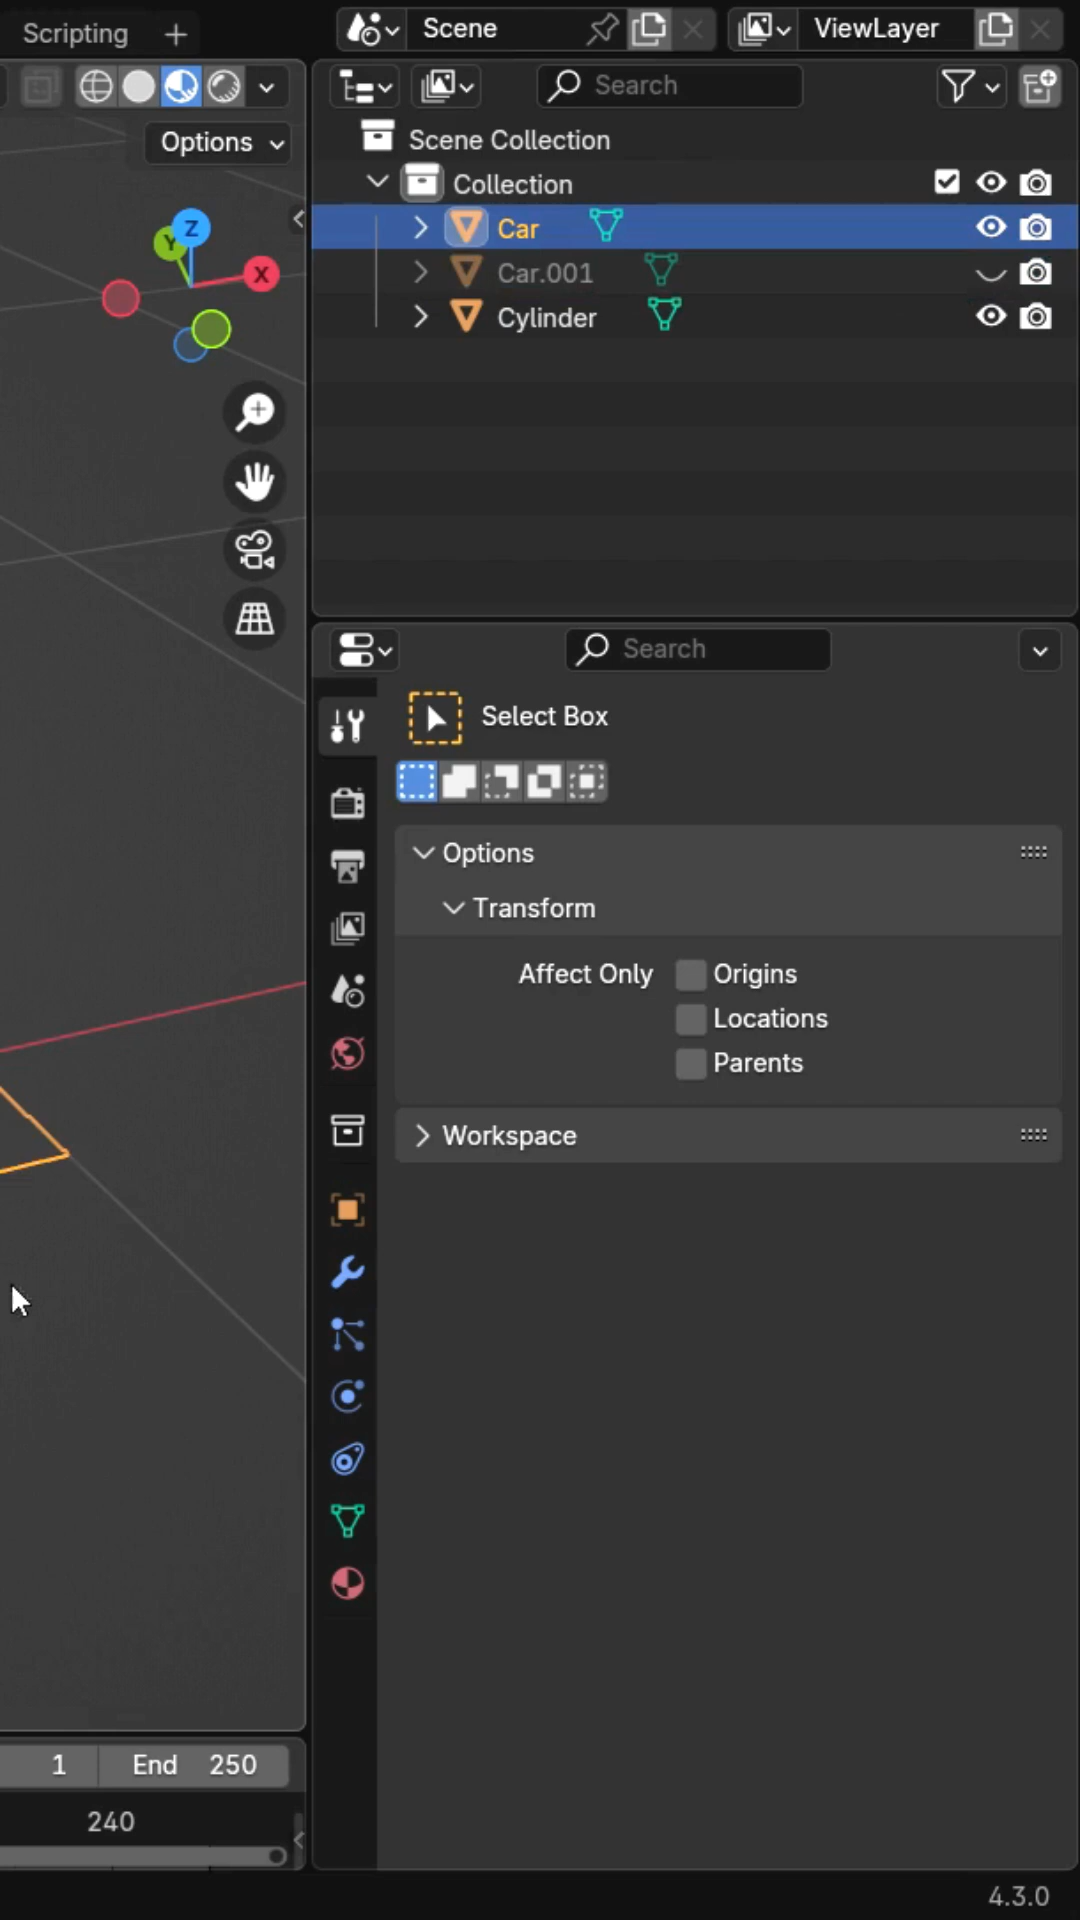 Scripting +
Scene
ViewLayer
Search
Options
Scene Collection
Collection
Car
Z
Y
X
Car.001
Cylinder
Search
Select Box
Options
Transform
Affect Only Origins
Locations
Parents
Workspace
1 End 250
240
4.3.0